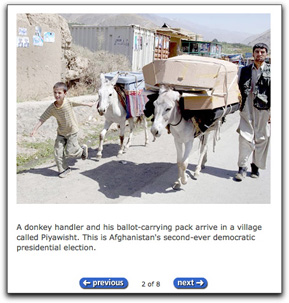 A donkey handler and his ballot-carrying pack arrive in a village
called Piyawisht. This is Afghanistan's second-ever democratic
presidential election.
← previous 2 of 8 next →